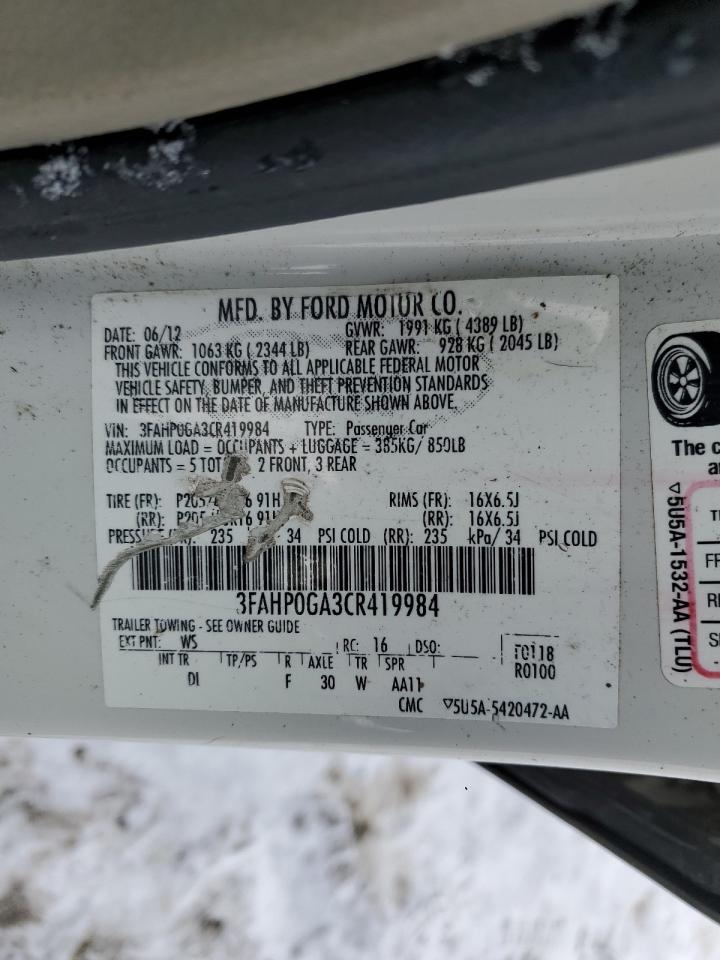 MFD. BY FORD MOTOR CO.
DATE: 06/12 GVWR: 1991 KG ( 4389 LB)
FRONT GAWR: 1063 KG ( 2344 LB) REAR GAWR: 928 KG ( 2045 LB)
THIS VEHICLE CONFORMS TO ALL APPLICABLE FEDERAL MOTOR
VEHICLE SAFETY, BUMPER, AND THEFT PREVENTION STANDARDS
IN EFFECT ON THE DATE OF MANUFACTURE SHOWN ABOVE.
VIN: 3FAHP0GA3CR419984 TYPE: Passenger Car
MAXIMUM LOAD = OCCUPANTS + LUGGAGE = 385KG/ 850LB
OCCUPANTS = 5 TOT 2 FRONT, 3 REAR
TIRE (FR): 91H RIMS (FR): 16X6.5J
(RR): 91H (RR): 16X6.5J
235 34 PSI COLD (RR): 235 kPa/ 34 PSI COLD
3FAHP0GA3CR419984
TRAILER TOWING - SEE OWNER GUIDE
EXT PNT: WS RC: 16 DSO:
INT TR TP/PS R AXLE TR SPR T0118
DI F 30 W AA11 R0100
CMC ▽5U5A-5420472-AA
The c
▽5U5A-1532-AA (TLU)